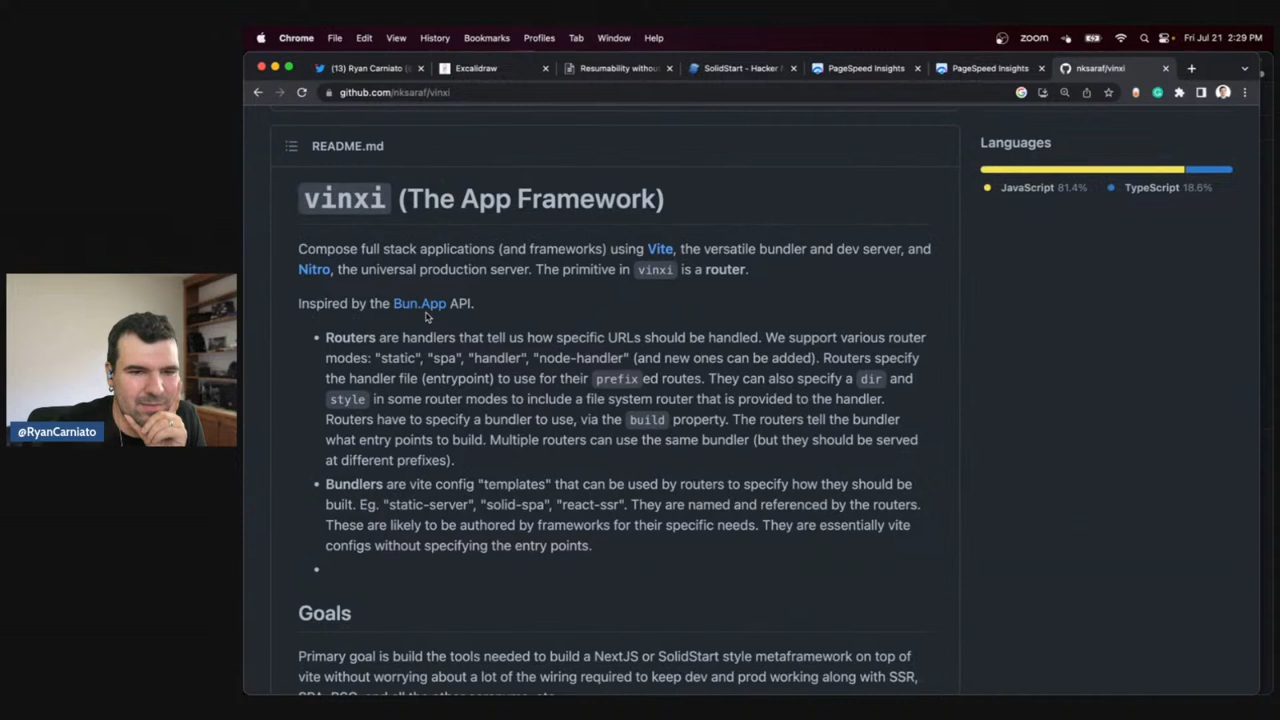 Chrome File Edit View History Bookmarks Profiles Tab Window Help zoom Fri Jul 21 2:29 PM
(13) Ryan Carniato ( Excalidraw Resumability withou SolidStart - Hacker PageSpeed Insights PageSpeed Insights nksaraf/vinxi
github.com/nksaraf/vinxi
README.md
Languages
JavaScript 81.4% TypeScript 18.6%
vinxi (The App Framework)
Compose full stack applications (and frameworks) using Vite, the versatile bundler and dev server, and
Nitro, the universal production server. The primitive in vinxi is a router.
Inspired by the Bun.App API.
• Routers are handlers that tell us how specific URLs should be handled. We support various router
modes: "static", "spa", "handler", "node-handler" (and new ones can be added). Routers specify
the handler file (entrypoint) to use for their prefixed routes. They can also specify a dir and
style in some router modes to include a file system router that is provided to the handler.
Routers have to specify a bundler to use, via the build property. The routers tell the bundler
what entry points to build. Multiple routers can use the same bundler (but they should be served
at different prefixes).
• Bundlers are vite config "templates" that can be used by routers to specify how they should be
built. Eg. "static-server", "solid-spa", "react-ssr". They are named and referenced by the routers.
These are likely to be authored by frameworks for their specific needs. They are essentially vite
configs without specifying the entry points.
•
Goals
Primary goal is build the tools needed to build a NextJS or SolidStart style metaframework on top of
vite without worrying about a lot of the wiring required to keep dev and prod working along with SSR,
SPA, RSC, and all the other acronyms, etc.
@RyanCarniato